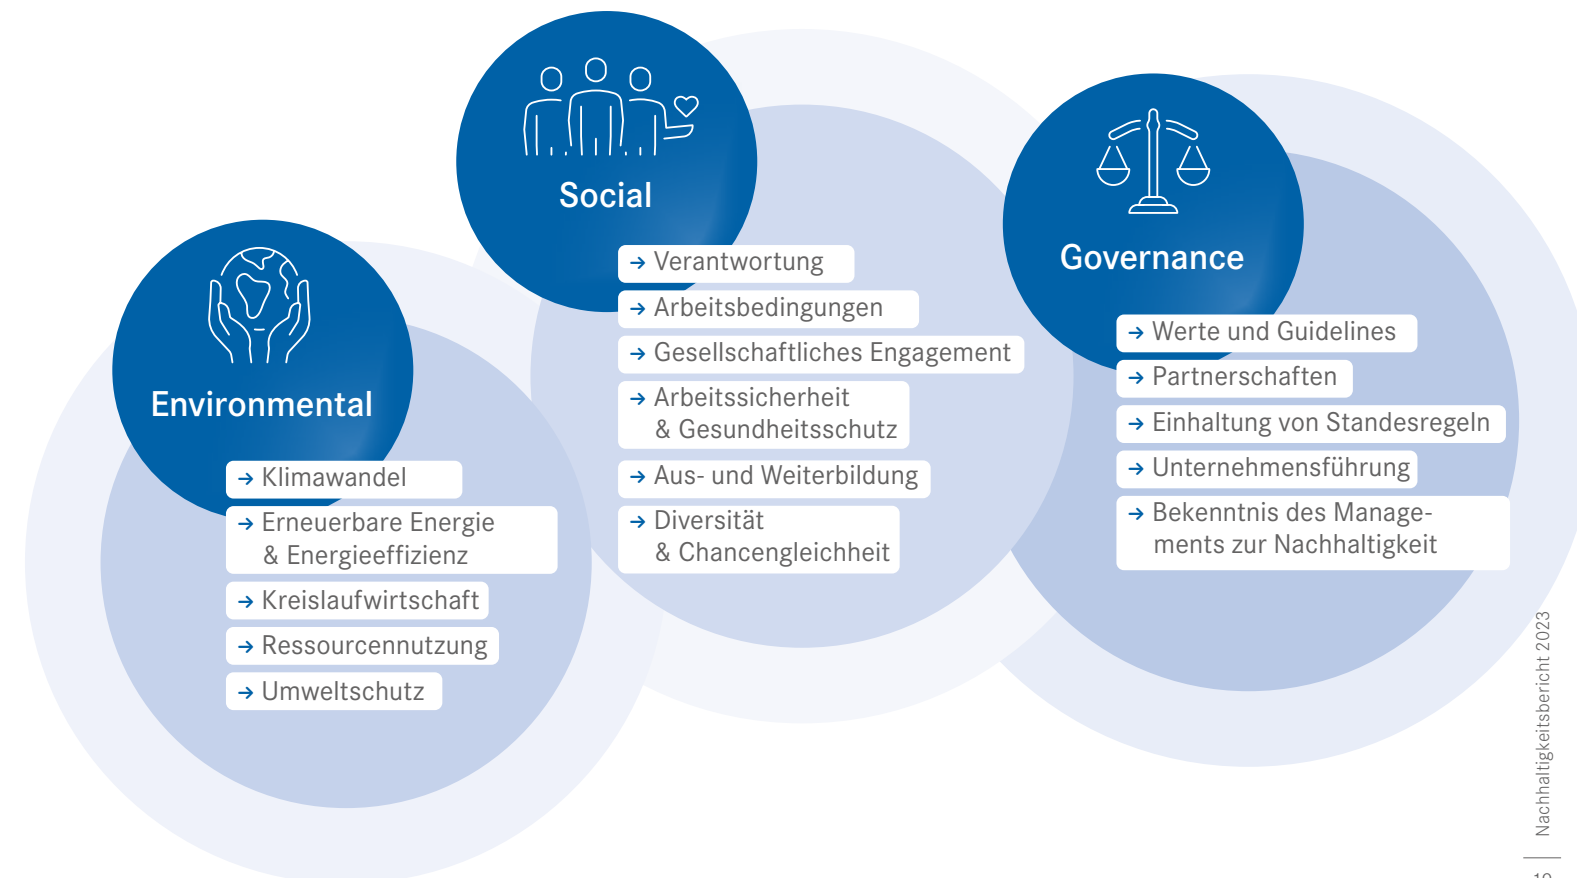 Environmental
→ Klimawandel
→ Erneuerbare Energie
& Energieeffizienz
→ Kreislaufwirtschaft
→ Ressourcennutzung
→ Umweltschutz
Social
→ Verantwortung
→ Arbeitsbedingungen
→ Gesellschaftliches Engagement
→ Arbeitssicherheit
& Gesundheitsschutz
→ Aus- und Weiterbildung
→ Diversität
& Chancengleichheit
Governance
→ Werte und Guidelines
→ Partnerschaften
→ Einhaltung von Standesregeln
→ Unternehmensführung
→ Bekenntnis des Manage-
ments zur Nachhaltigkeit
Nachhaltigkeitsbericht 2023